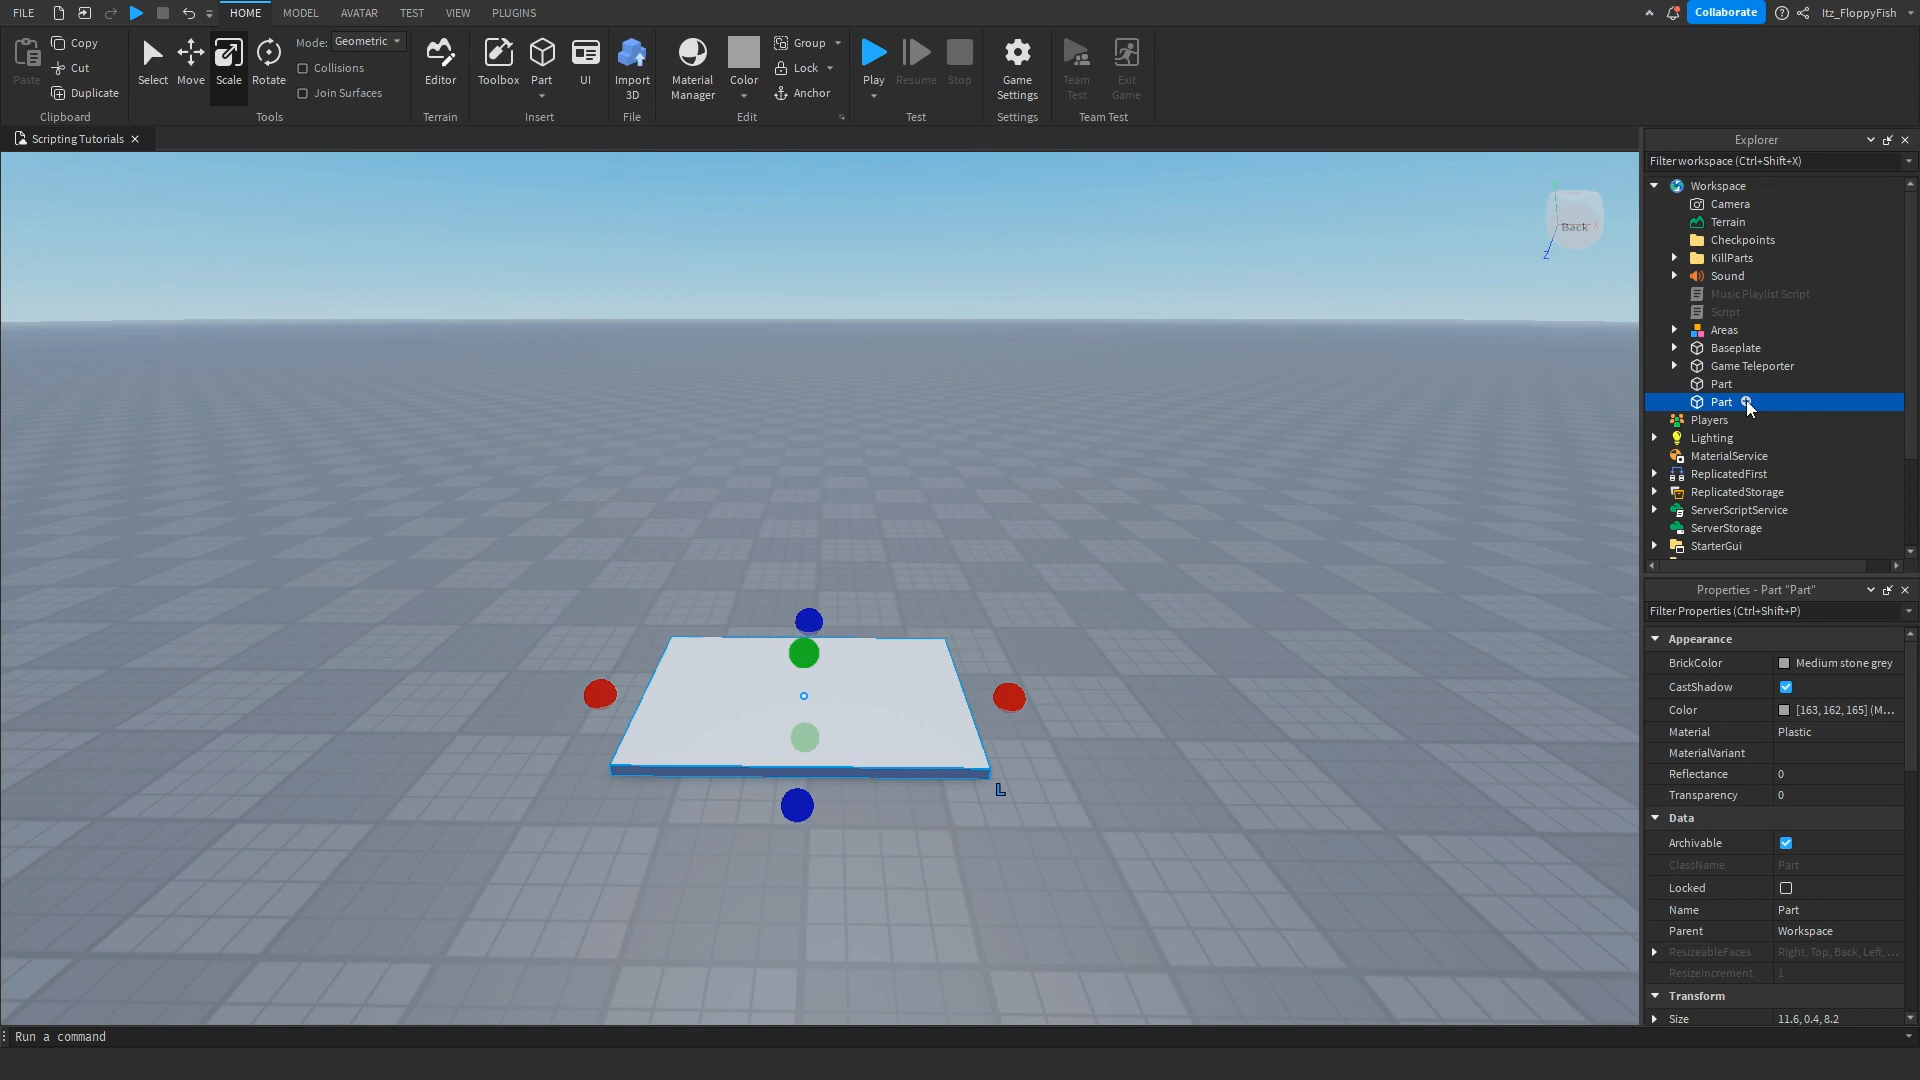 FILE
HOME
MODEL
AVATAR
TEST
VIEW
PLUGINS
Collaborate
Itz_FloppyFish
Paste
Copy
Cut
Duplicate
Clipboard
Select
Move
Scale
Rotate
Mode: Geometric
Collisions
Join Surfaces
Tools
Editor
Terrain
Toolbox
Part
UI
Insert
Import
3D
File
Material
Manager
Color
Group
Lock
Anchor
Edit
Play
Resume
Stop
Test
Game
Settings
Settings
Team
Test
Exit
Game
Team Test
Scripting Tutorials
Back
X
Z
L
Explorer
Filter workspace (Ctrl+Shift+X)
Workspace
Camera
Terrain
Checkpoints
KillParts
Sound
Music Playlist Script
Script
Areas
Baseplate
Game Teleporter
Part
Part
Players
Lighting
MaterialService
ReplicatedFirst
ReplicatedStorage
ServerScriptService
ServerStorage
StarterGui
Properties - Part "Part"
Filter Properties (Ctrl+Shift+P)
Appearance
BrickColor Medium stone grey
CastShadow
Color [163, 162, 165] (M...
Material Plastic
MaterialVariant
Reflectance 0
Transparency 0
Data
Archivable
ClassName Part
Locked
Name Part
Parent Workspace
ResizeableFaces Right, Top, Back, Left, ...
ResizeIncrement 1
Transform
Size 11.6, 0.4, 8.2
Run a command